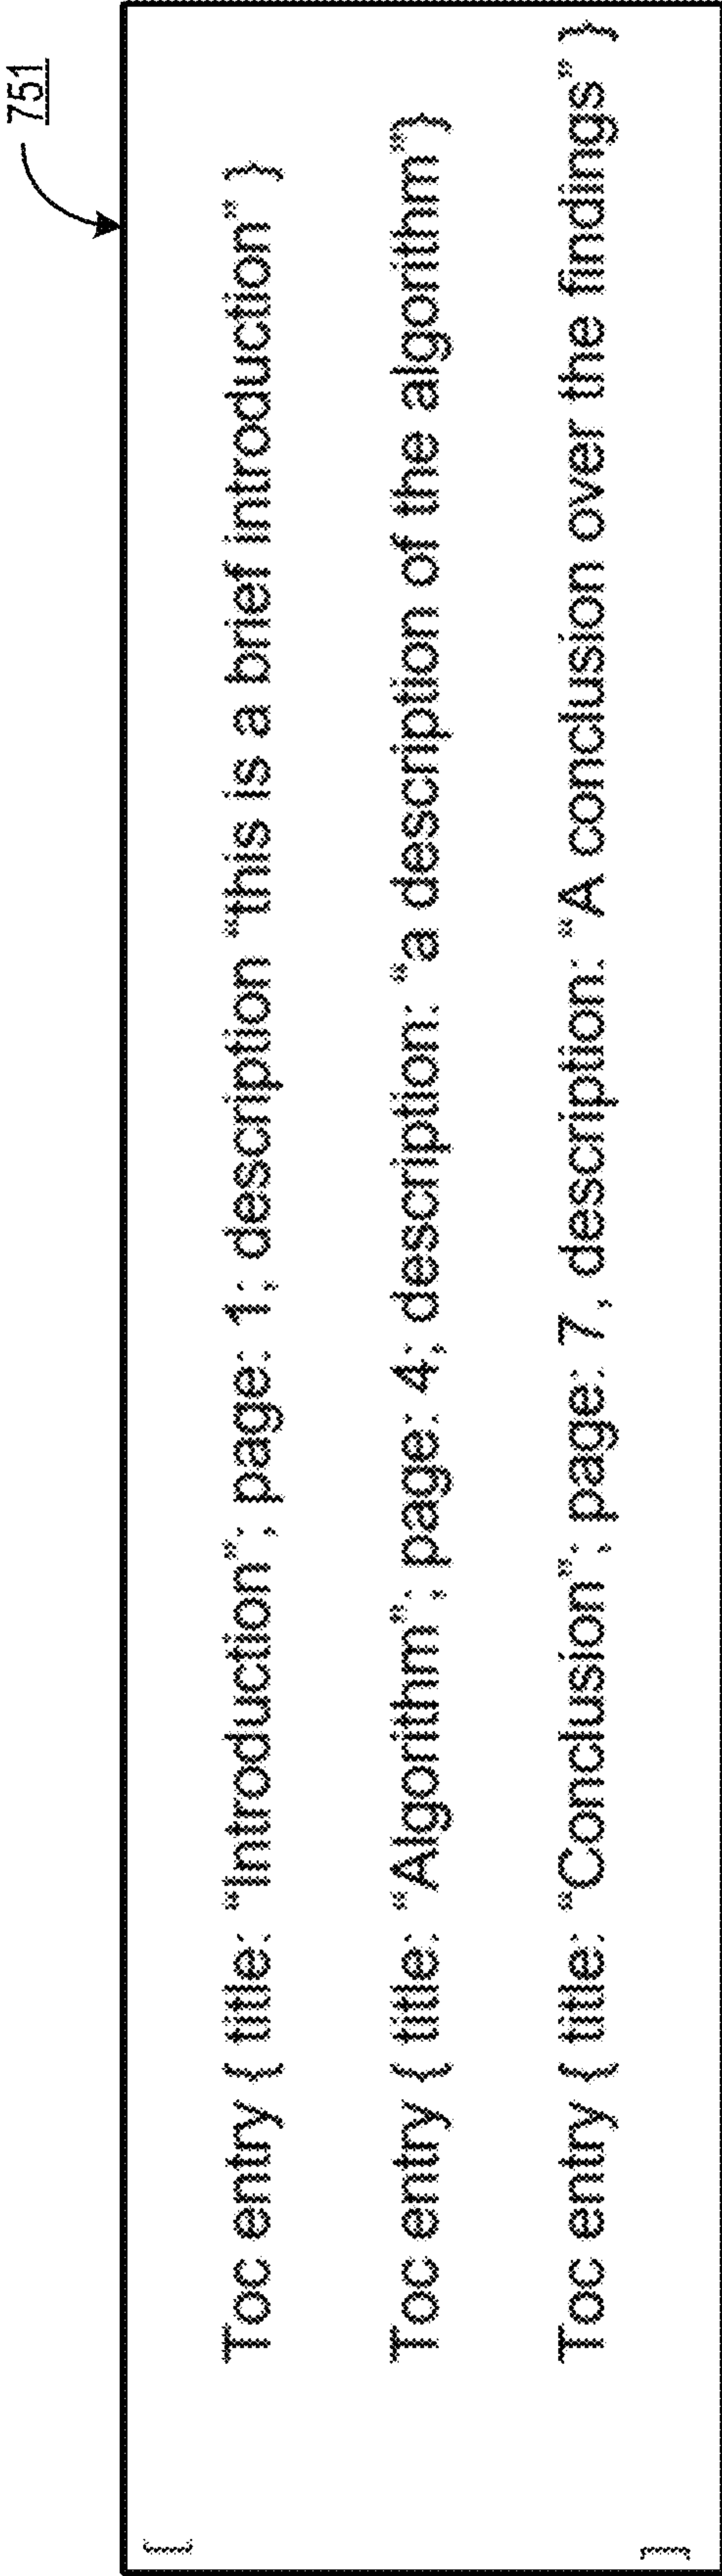 751
[
Toc entry { title: “Introduction”; page: 1; description “this is a brief introduction” }
Toc entry { title: “Algorithm”; page: 4; description: “a description of the algorithm”}
Toc entry { title: “Conclusion”; page: 7, description: “A conclusion over the findings” }
]